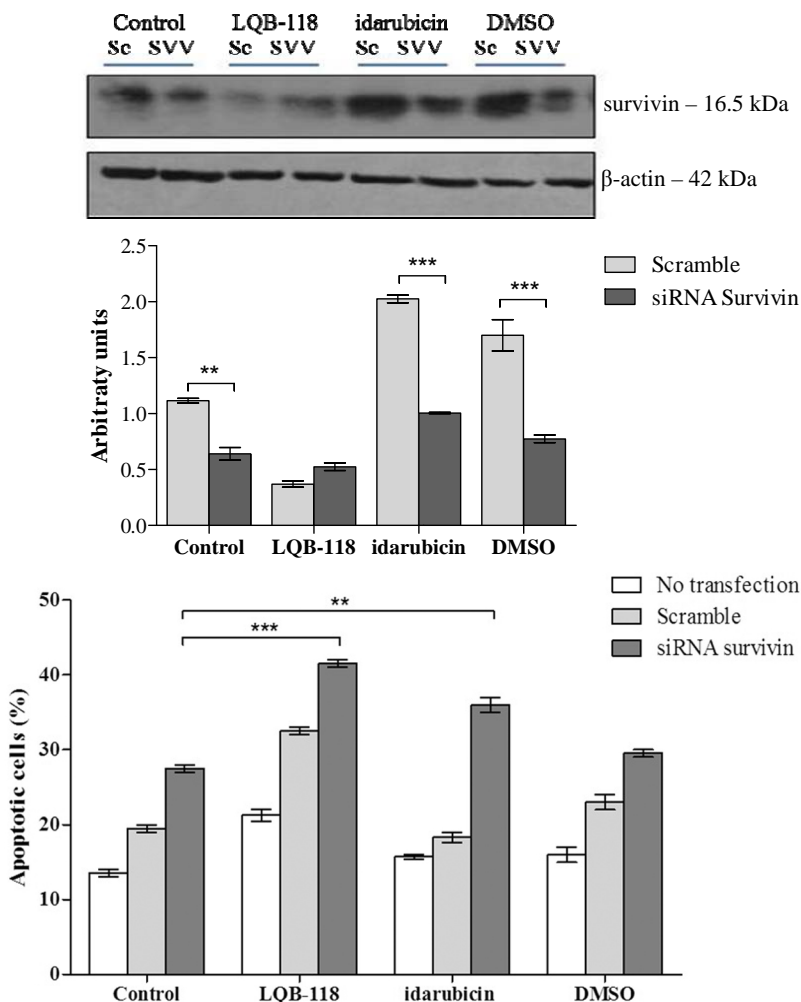 Control LQB-118 idarubicin DMSO
Sc SVV Sc SVV Sc SVV Sc SVV
survivin – 16.5 kDa
β-actin – 42 kDa
2.5
2.0
1.5
1.0
0.5
0.0
Arbitraty units
**
***
***
Scramble
siRNA Survivin
Control LQB-118 idarubicin DMSO
No transfection
Scramble
siRNA survivin
50
40
30
20
10
0
Apoptotic cells (%)
**
***
Control LQB-118 idarubicin DMSO